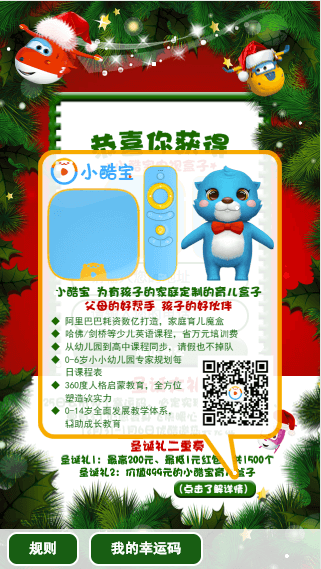 恭喜你获得
小酷宝
小酷宝 为有孩子的家庭定制的育儿盒子
父母的好帮手 孩子的好伙伴
◆ 阿里巴巴耗资数亿打造，家庭育儿魔盒
◆ 哈佛/剑桥等少儿英语课程，省万元培训费
◆ 从幼儿园到高中课程同步，请假也不掉队
◆ 0-6岁小小幼儿园专家规划每
日课程表
◆ 360度人格启蒙教育，全方位
塑造软实力
◆ 0-14岁全面发展教学体系，
辅助成长教育
圣诞礼二重奏
圣诞礼1：最高200元、最低1元红包，共1500个
圣诞礼2：价值499元的小酷宝育儿盒子
(点击了解详情)
规则
我的幸运码